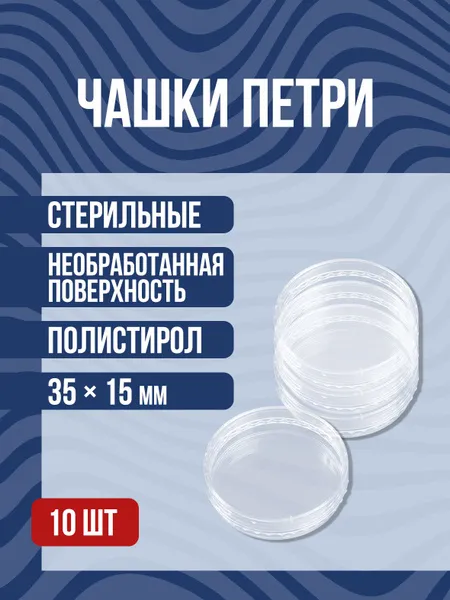 ЧАШКИ ПЕТРИ
СТЕРИЛЬНЫЕ
НЕОБРАБОТАННАЯ
ПОВЕРХНОСТЬ
ПОЛИСТИРОЛ
35 × 15 мм
10 ШТ